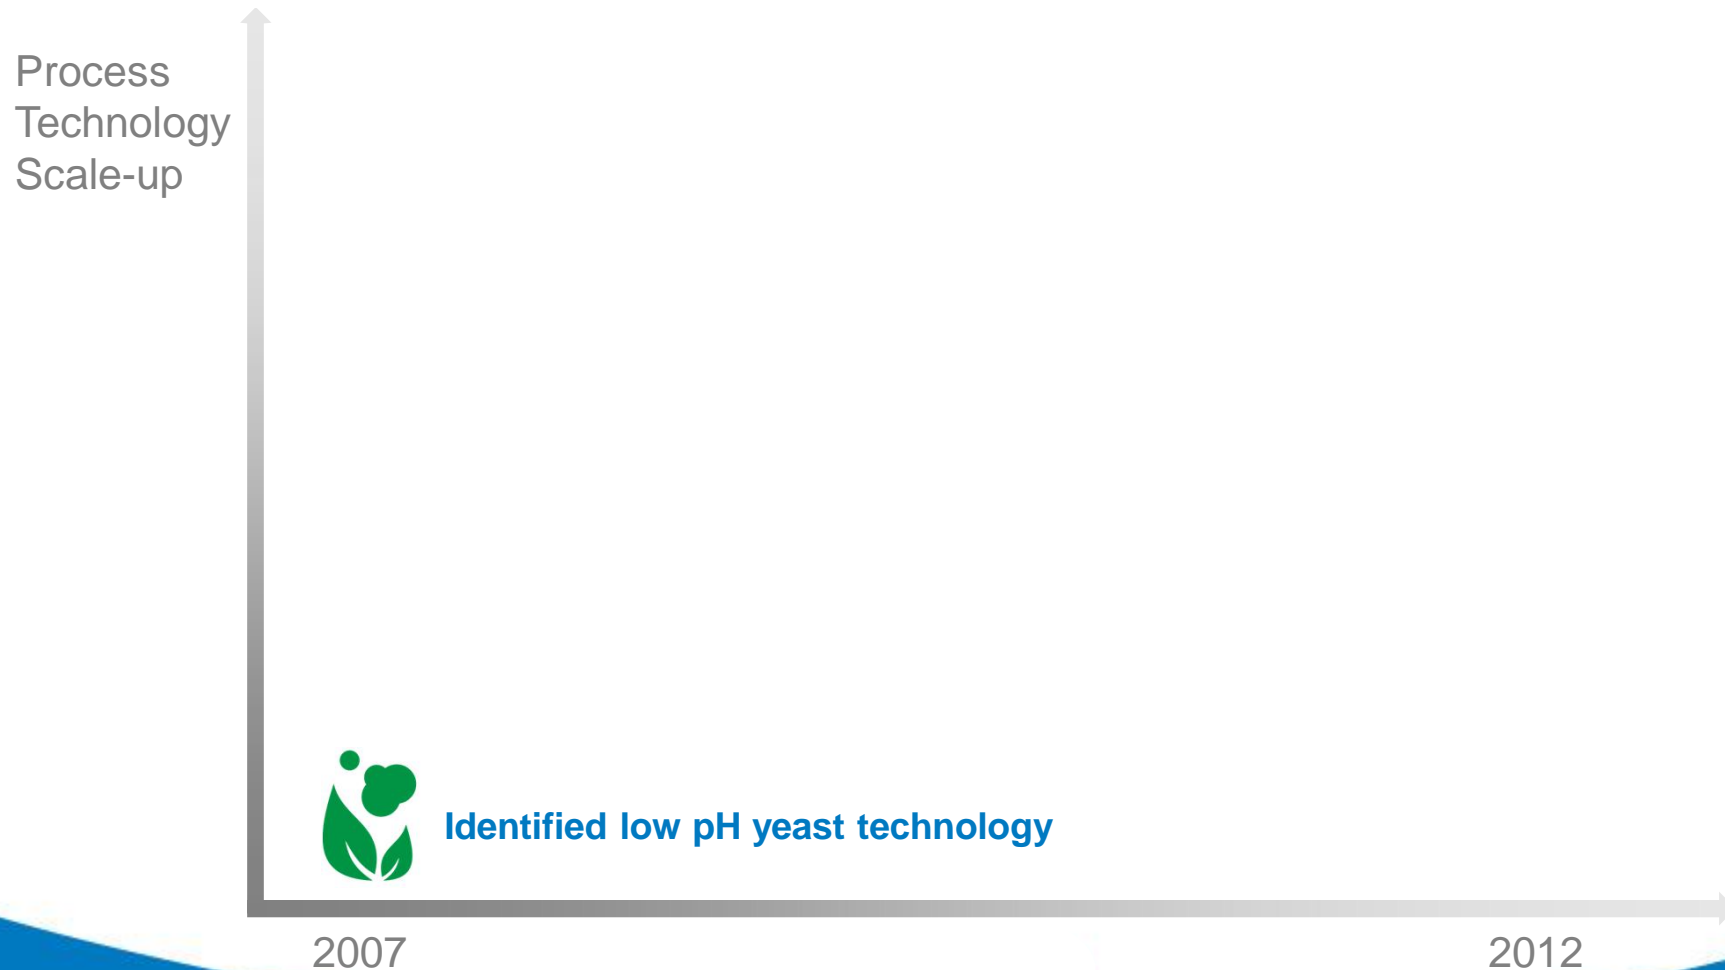 Process
Technology
Scale-up
Identified low pH yeast technology
2007
2012